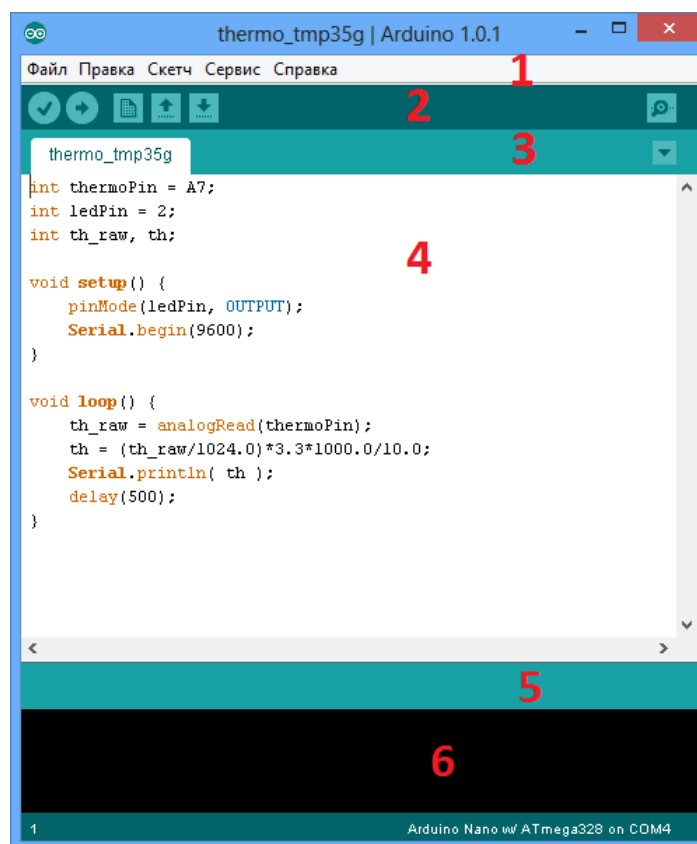 thermo_tmp35g | Arduino 1.0.1
Файл Правка Скетч Сервис Справка
1
2
3
thermo_tmp35g
int thermoPin = A7;
int ledPin = 2;
int th_raw, th;
4
void setup() {
    pinMode(ledPin, OUTPUT);
    Serial.begin(9600);
}
void loop() {
    th_raw = analogRead(thermoPin);
    th = (th_raw/1024.0)*3.3*1000.0/10.0;
    Serial.println( th );
    delay(500);
}
5
6
1 Arduino Nano w/ ATmega328 on COM4